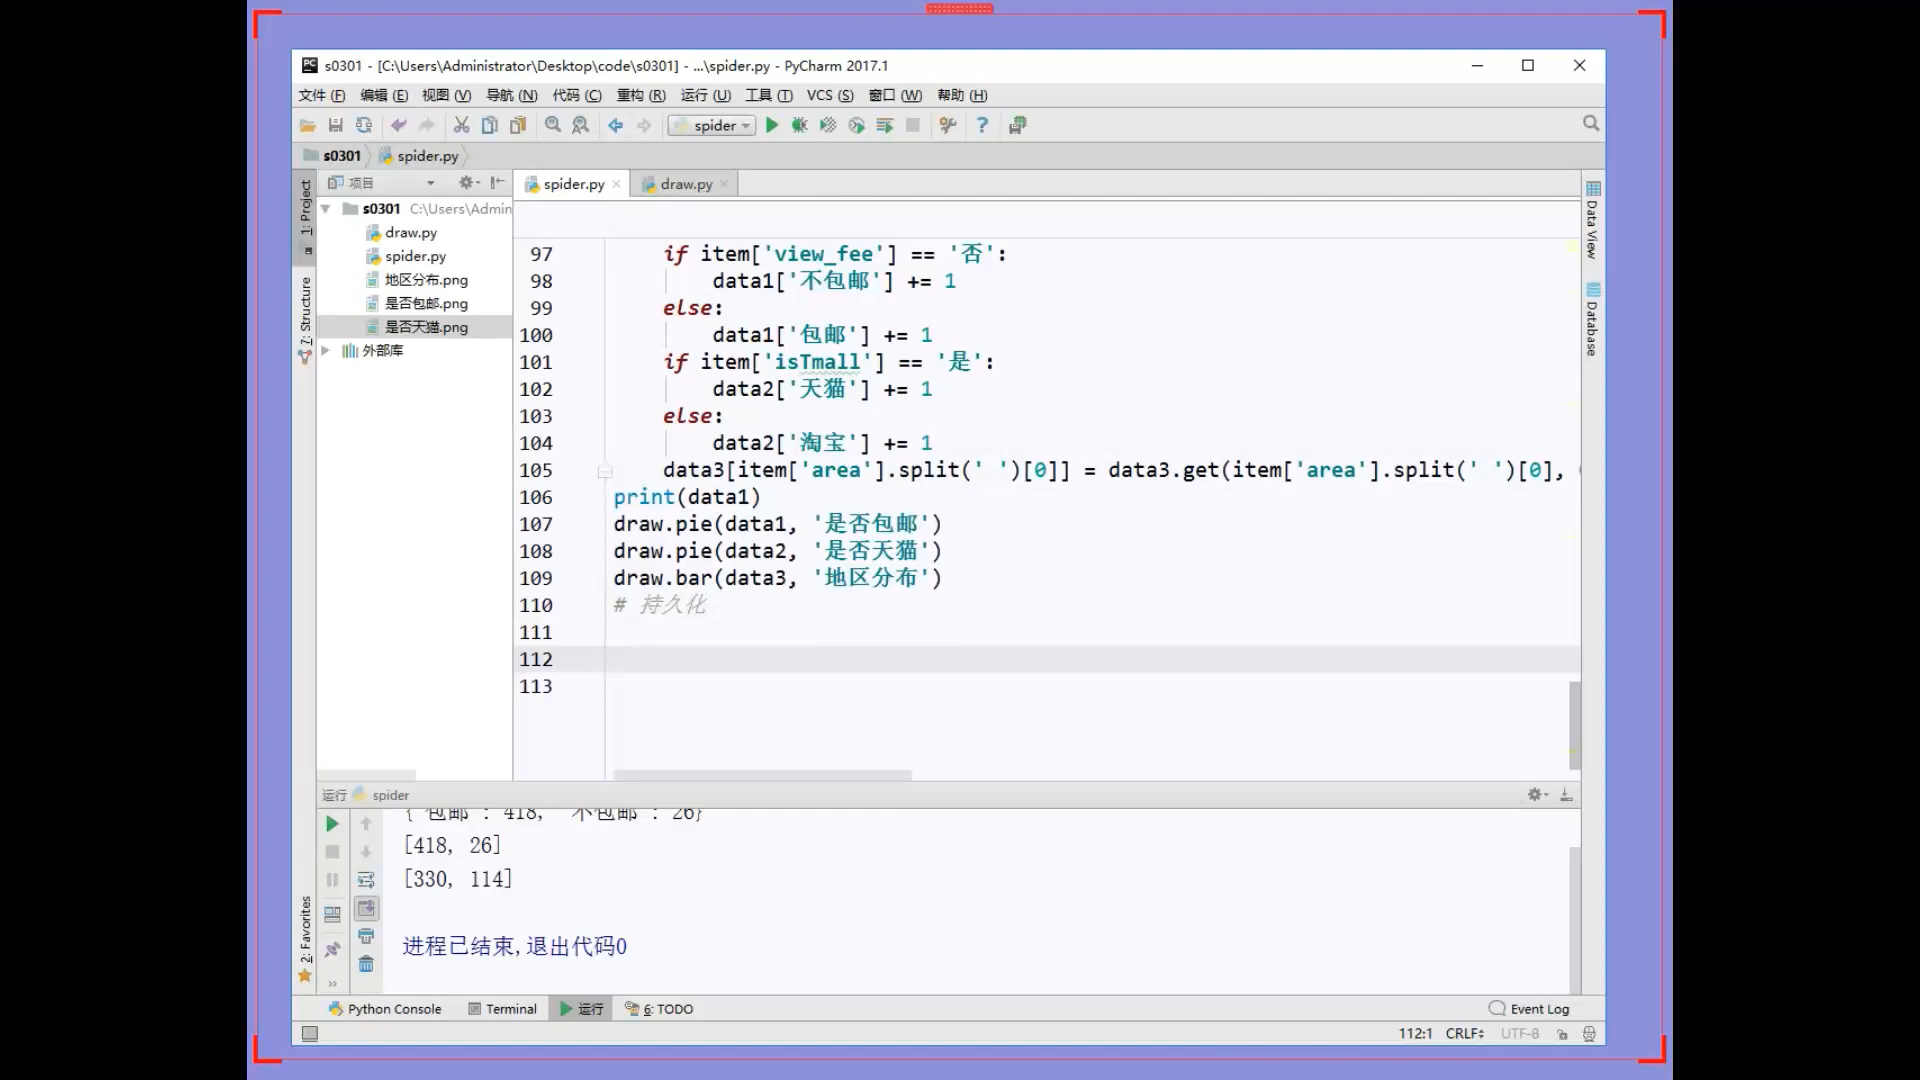 s0301 - [C:\Users\Administrator\Desktop\code\s0301] - ...\spider.py - PyCharm 2017.1
文件 (F) 编辑 (E) 视图 (V) 导航 (N) 代码 (C) 重构 (R) 运行 (U) 工具 (T) VCS (S) 窗口 (W) 帮助 (H)
spider
s0301 spider.py
项目
spider.py draw.py
1: Project
7: Structure
2: Favorites
s0301 C:\Users\Admin
draw.py
spider.py
地区分布.png
是否包邮.png
是否天猫.png
外部库
97 if item['view_fee'] == '否':
98 data1['不包邮'] += 1
99 else:
100 data1['包邮'] += 1
101 if item['isTmall'] == '是':
102 data2['天猫'] += 1
103 else:
104 data2['淘宝'] += 1
105 data3[item['area'].split(' ')[0]] = data3.get(item['area'].split(' ')[0],
106 print(data1)
107 draw.pie(data1, '是否包邮')
108 draw.pie(data2, '是否天猫')
109 draw.bar(data3, '地区分布')
110 # 持久化
111
112
113
Data View
Database
运行 spider
{'包邮': 418, '不包邮': 26}
[418, 26]
[330, 114]
进程已结束,退出代码0
Python Console Terminal 运行 6: TODO Event Log
112:1 CRLF UTF-8